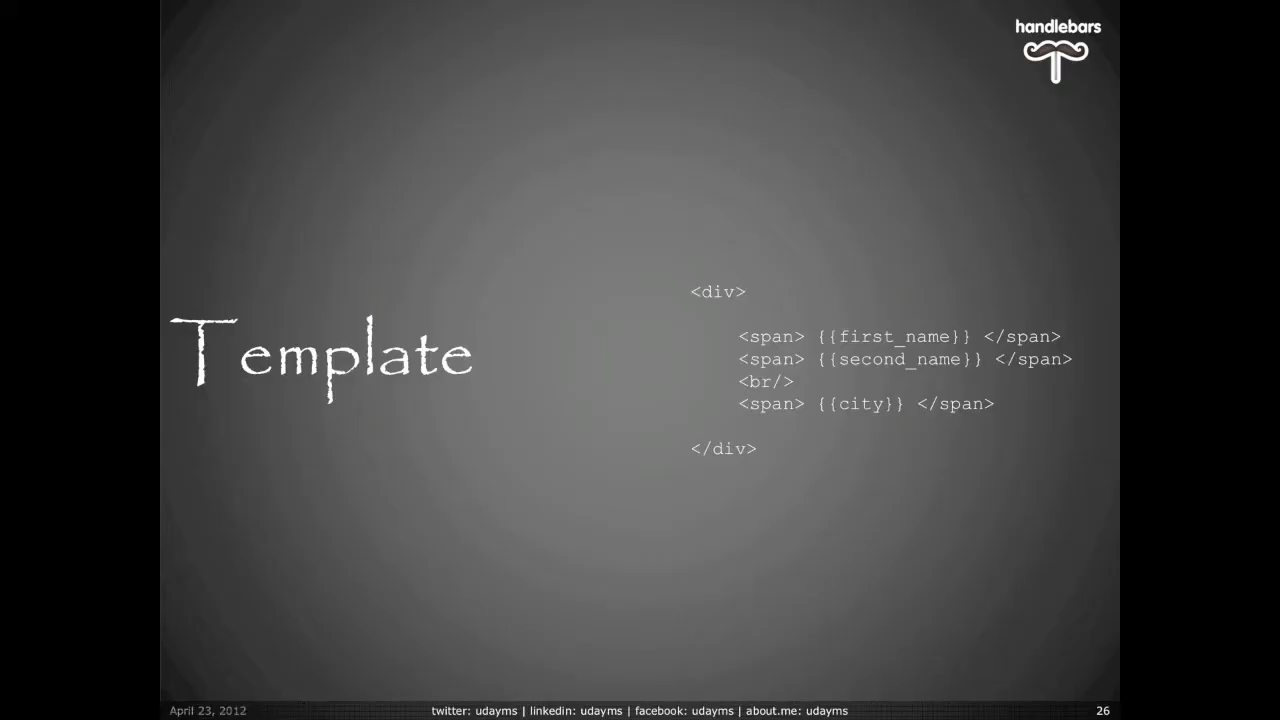 handlebars
Template
<div>
<span> {{first_name}} </span>
<span> {{second_name}} </span>
<br/>
<span> {{city}} </span>
</div>
April 23, 2012
twitter: udayms | linkedin: udayms | facebook: udayms | about.me: udayms
26